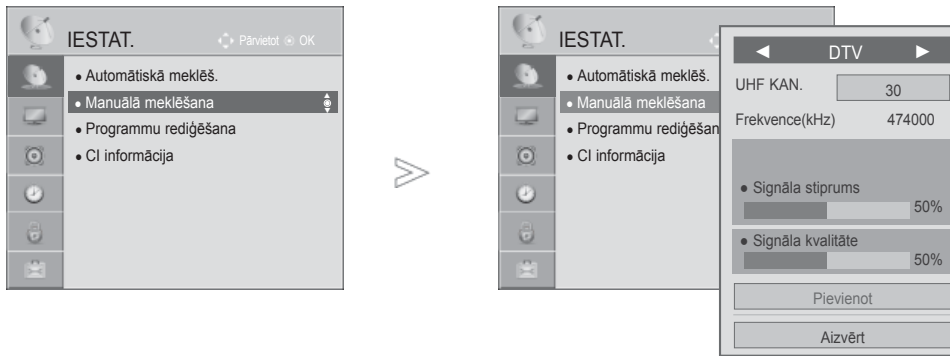 IESTAT.
Pārvietot OK
• Automātiskā meklēš.
• Manuālā meklēšana
• Programmu rediģēšana
• CI informācija
IESTAT.
• Automātiskā meklēš.
• Manuālā meklēšana
• Programmu rediģēšan
• CI informācija
◄ DTV ►
UHF KAN. 30
Frekvence(kHz) 474000
• Signāla stiprums
50%
• Signāla kvalitāte
50%
Pievienot
Aizvērt